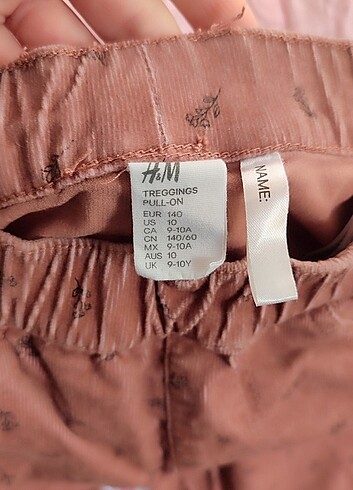 H&M
TREGGINGS
PULL-ON
EUR 140
US 10
CA 9-10A
CN 140/60
MX 9-10A
AUS 10
UK 9-10Y
NAME: